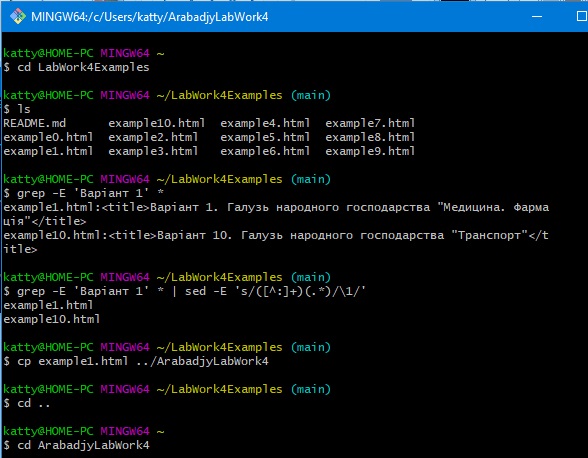 MINGW64:/c/Users/katty/ArabadjyLabWork4
katty@HOME-PC MINGW64 ~
$ cd LabWork4Examples
katty@HOME-PC MINGW64 ~/LabWork4Examples (main)
$ ls
README.md example10.html example4.html example7.html
example0.html example2.html example5.html example8.html
example1.html example3.html example6.html example9.html
katty@HOME-PC MINGW64 ~/LabWork4Examples (main)
$ grep -E 'Варіант 1' *
example1.html:<title>Варіант 1. Галузь народного господарства "Медицина. Фарма
ція"</title>
example10.html:<title>Варіант 10. Галузь народного господарства "Транспорт"</t
itle>
katty@HOME-PC MINGW64 ~/LabWork4Examples (main)
$ grep -E 'Варіант 1' * | sed -E 's/([^:]+)(.*)/\1/'
example1.html
example10.html
katty@HOME-PC MINGW64 ~/LabWork4Examples (main)
$ cp example1.html ../ArabadjyLabWork4
katty@HOME-PC MINGW64 ~/LabWork4Examples (main)
$ cd ..
katty@HOME-PC MINGW64 ~
$ cd ArabadjyLabWork4